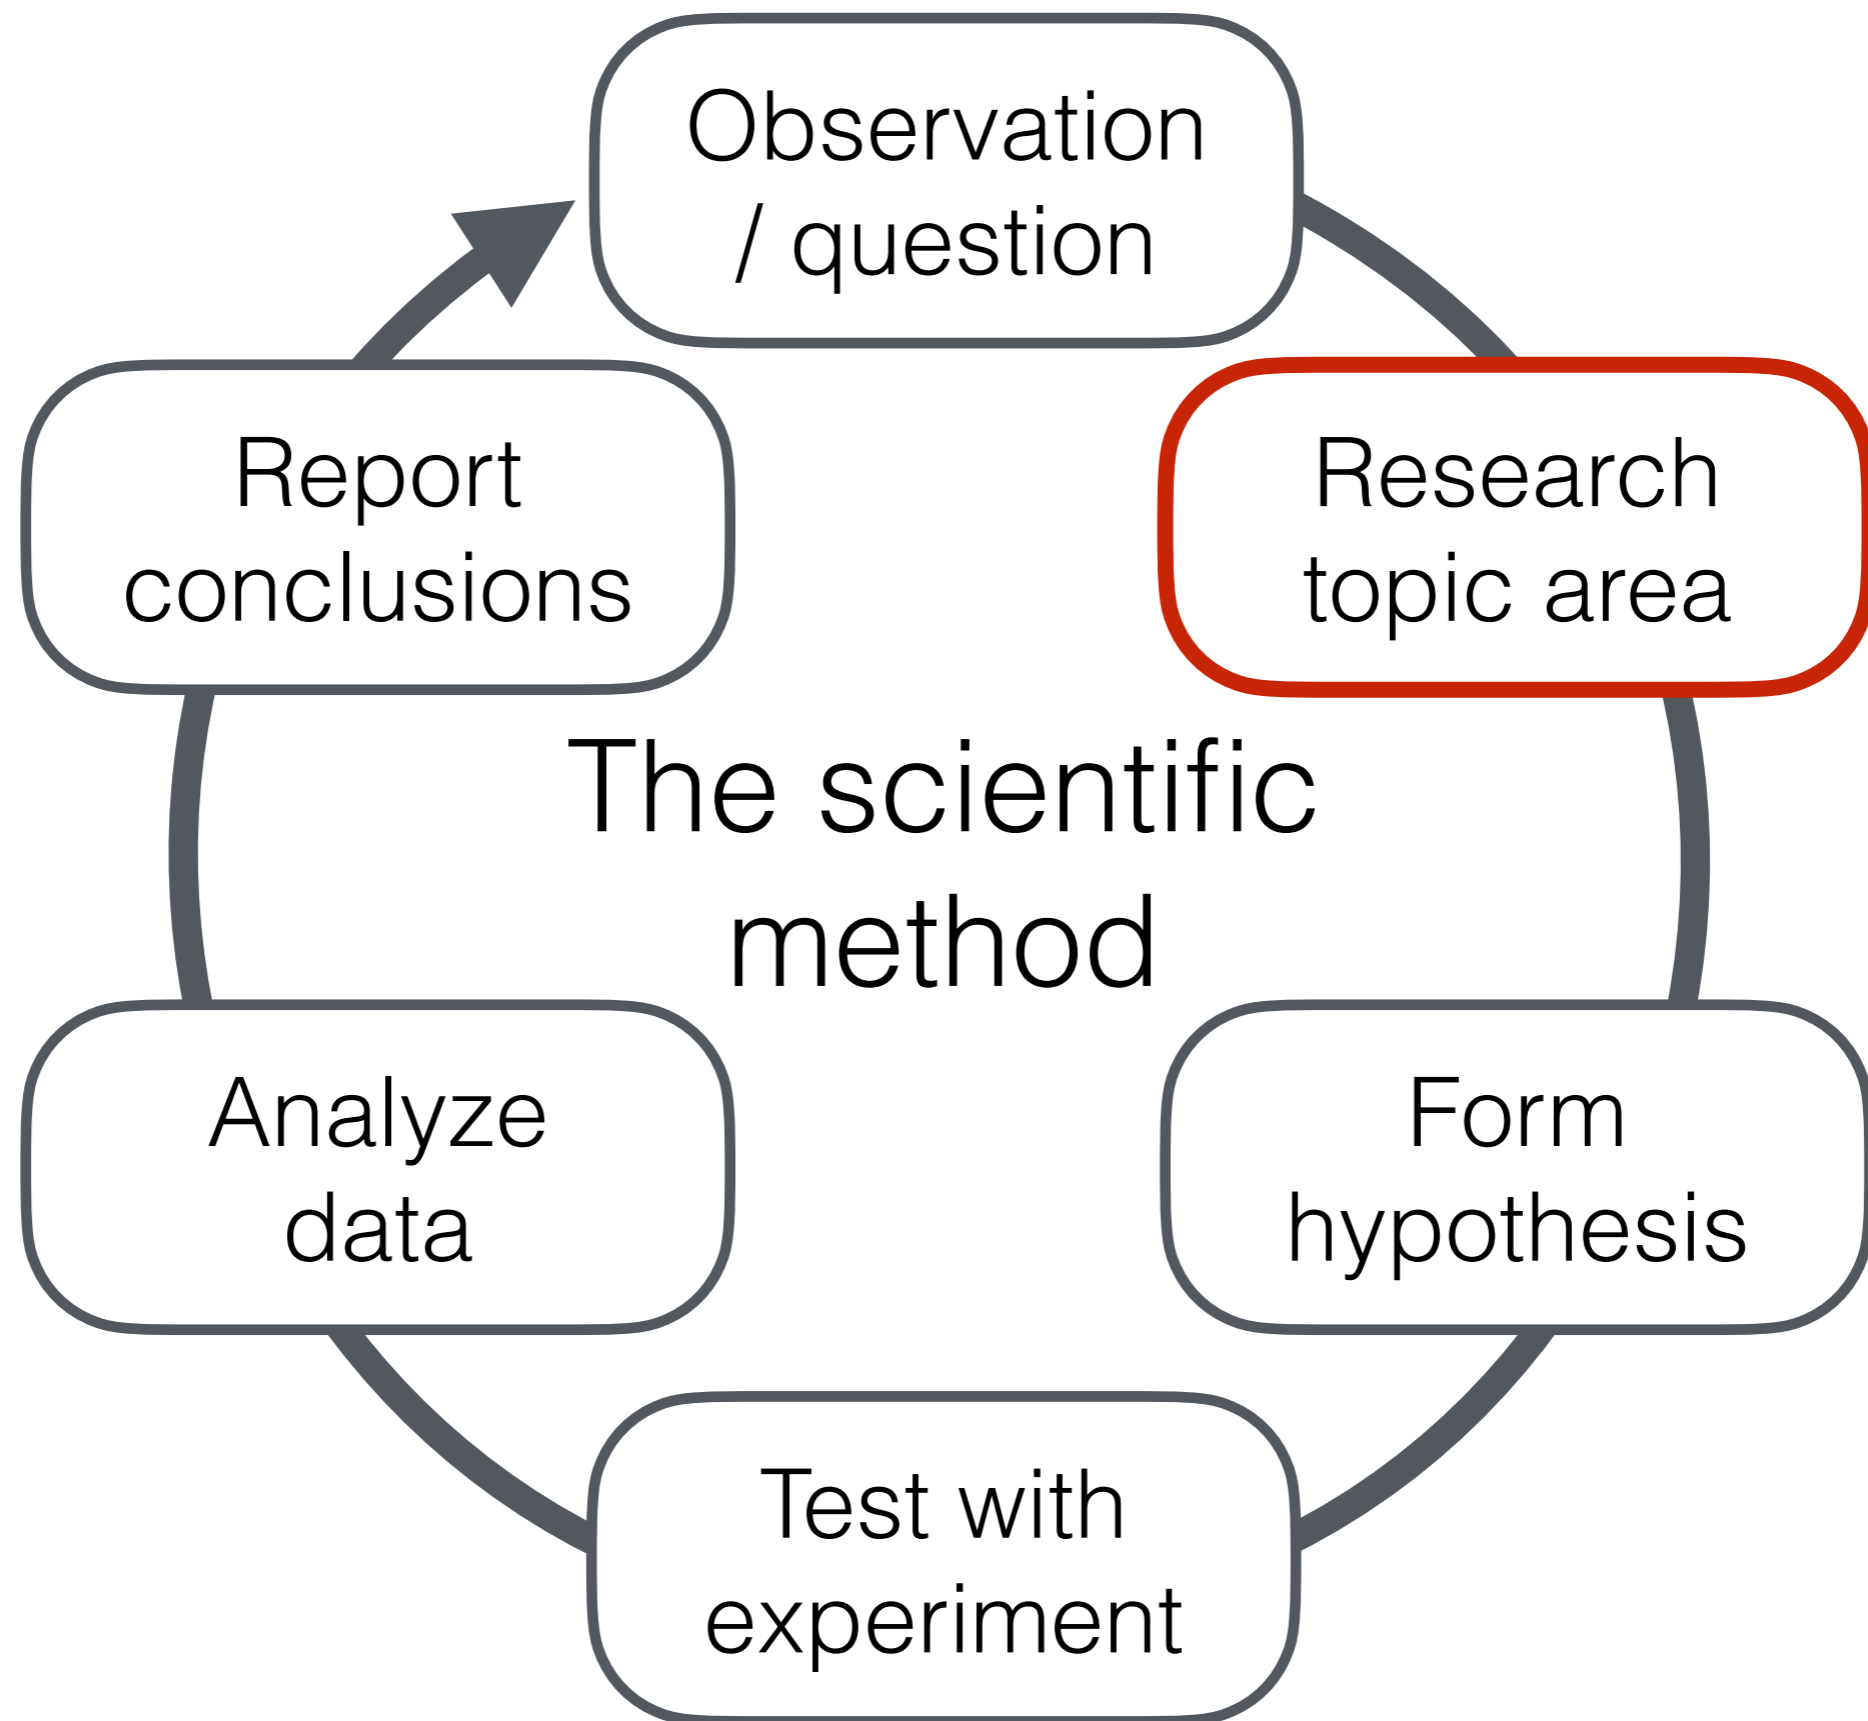 Observation
/ question
Research
topic area
Form
hypothesis
Test with
experiment
Analyze
data
Report
conclusions
The scientific
method